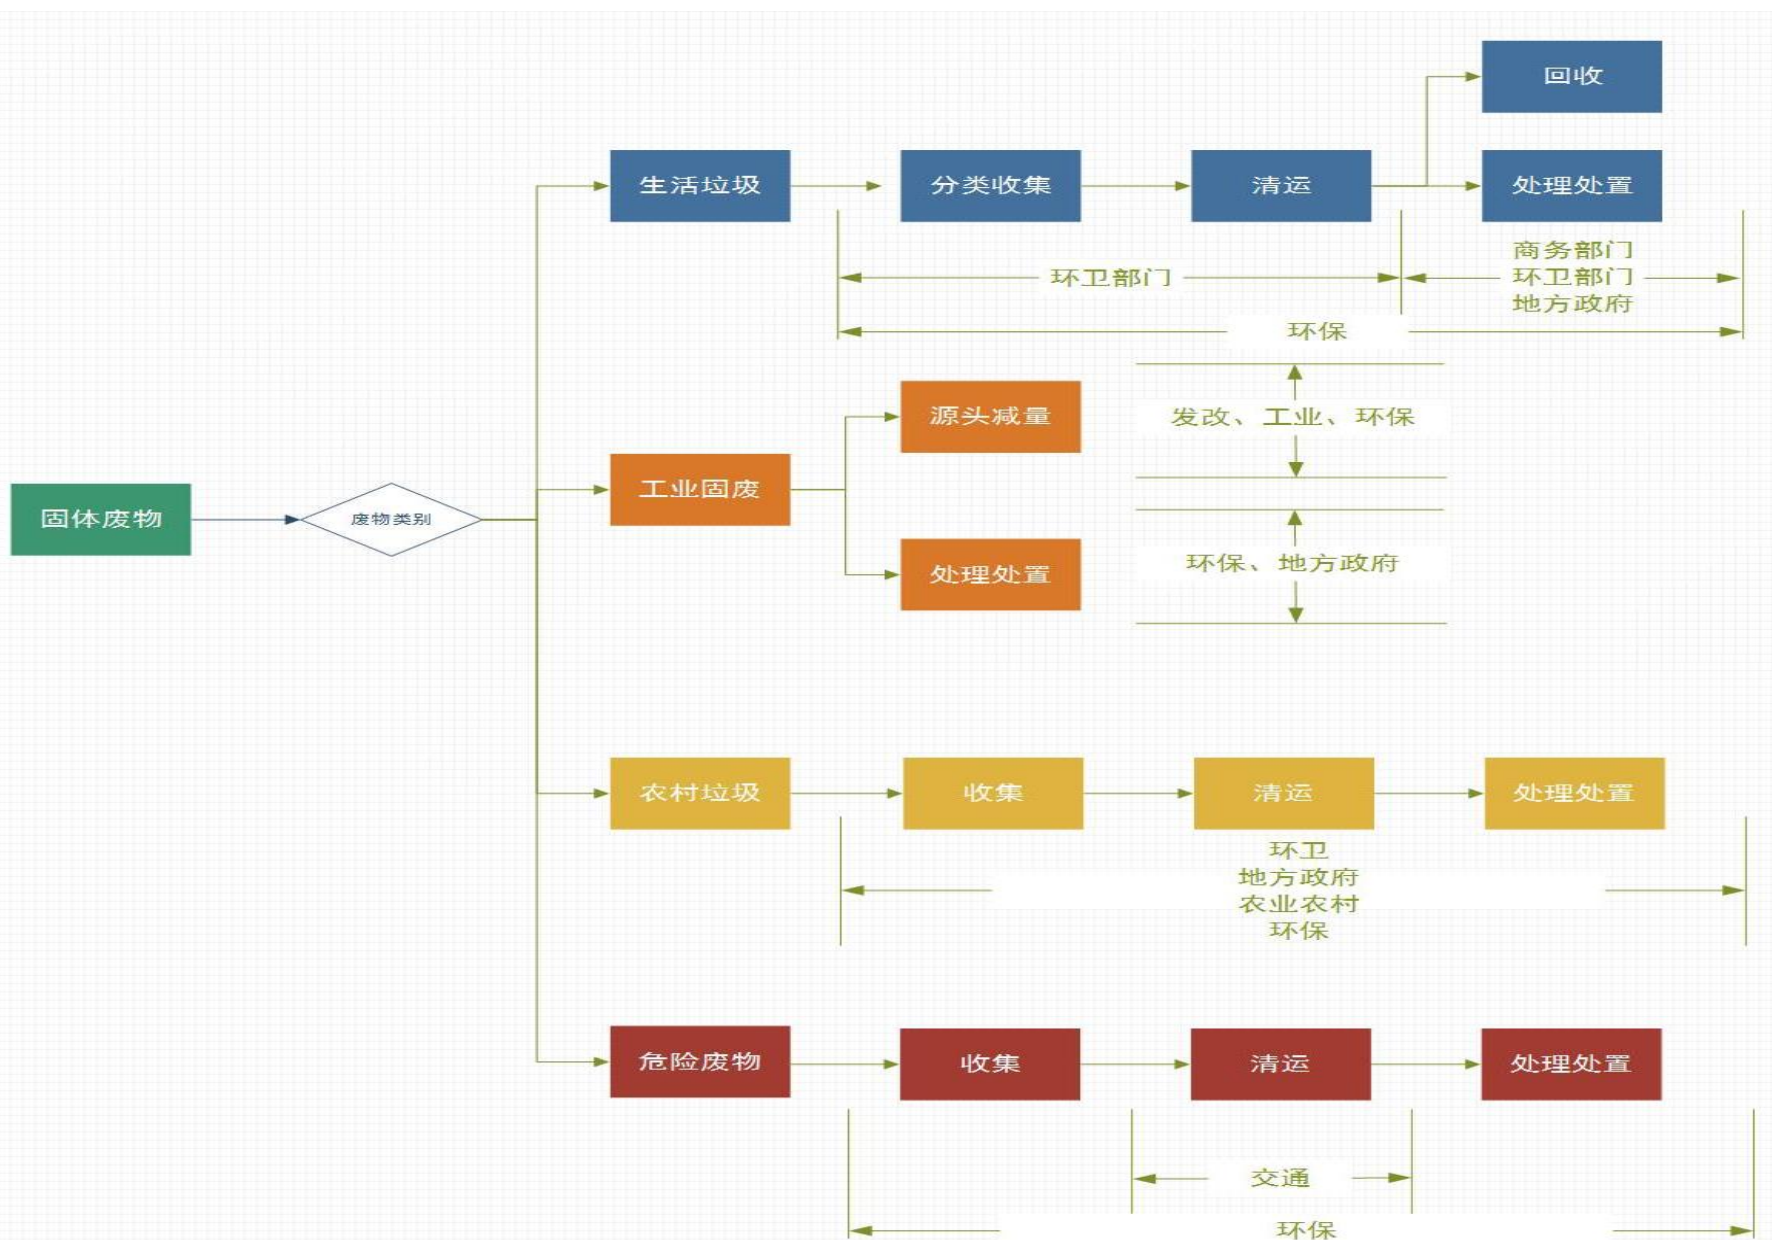 回收
生活垃圾
分类收集
清运
处理处置
环卫部门
商务部门
环卫部门
地方政府
环保
源头减量
发改、工业、环保
工业固废
固体废物
废物类别
处理处置
环保、地方政府
农村垃圾
收集
清运
处理处置
环卫
地方政府
农业农村
环保
危险废物
收集
清运
处理处置
交通
环保